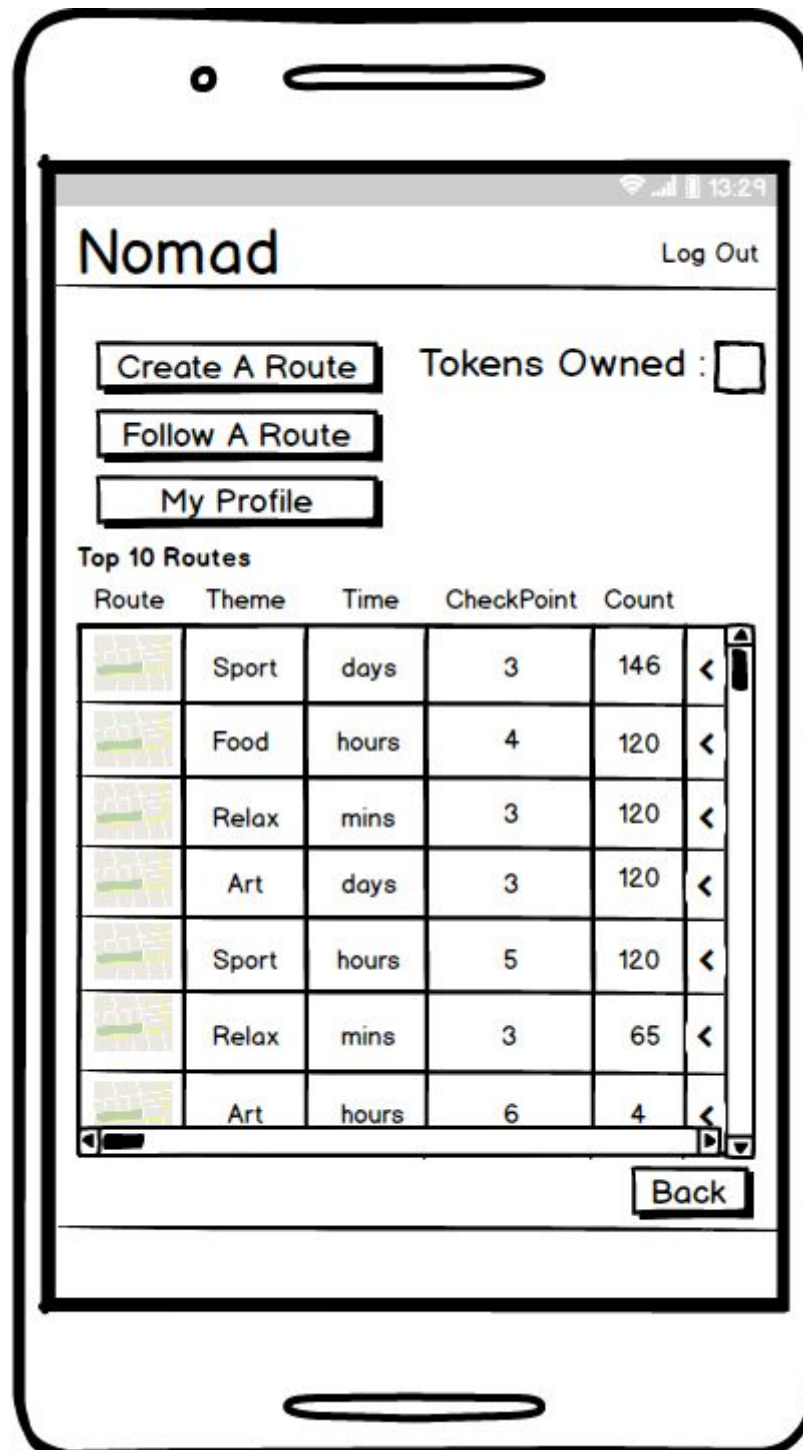 13:29
Nomad Log Out
Create A Route Tokens Owned :
Follow A Route
My Profile
Top 10 Routes
Route Theme Time CheckPoint Count
Sport days 3 146 <
Food hours 4 120 <
Relax mins 3 120 <
Art days 3 120 <
Sport hours 5 120 <
Relax mins 3 65 <
Art hours 6 4 <
Back